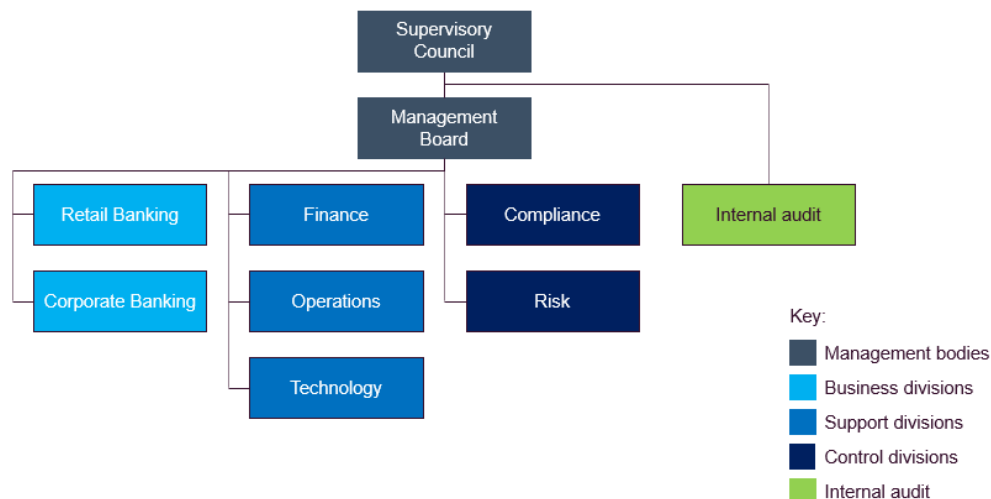 Supervisory
Council
Management
Board
Retail Banking
Finance
Compliance
Internal audit
Corporate Banking
Operations
Risk
Technology
Key:
Management bodies
Business divisions
Support divisions
Control divisions
Internal audit